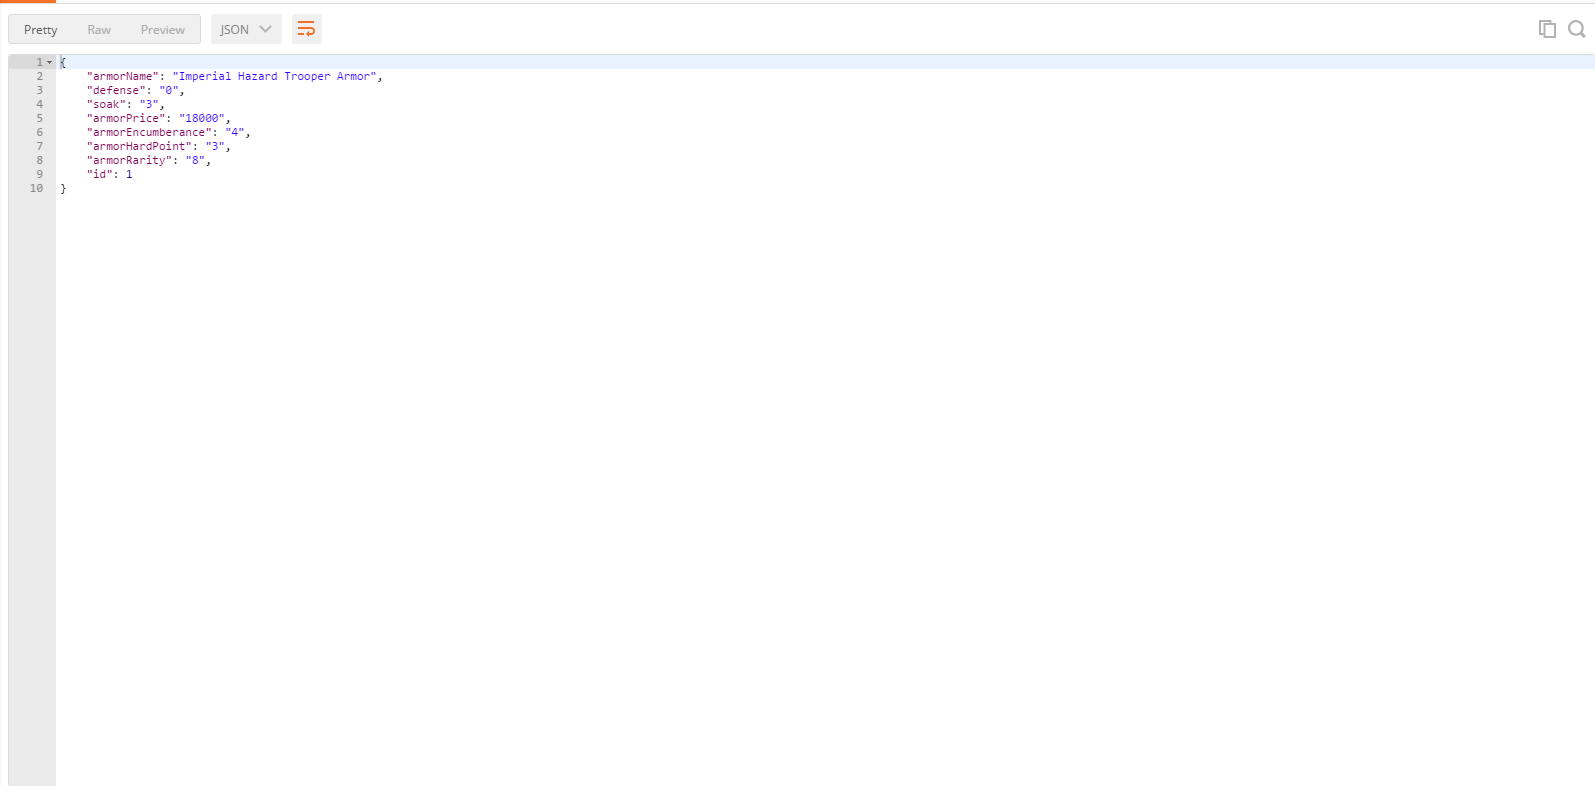 Pretty Raw Preview JSON
1 {
2 "armorName": "Imperial Hazard Trooper Armor",
3 "defense": "0",
4 "soak": "3",
5 "armorPrice": "18000",
6 "armorEncumberance": "4",
7 "armorHardPoint": "3",
8 "armorRarity": "8",
9 "id": 1
10 }